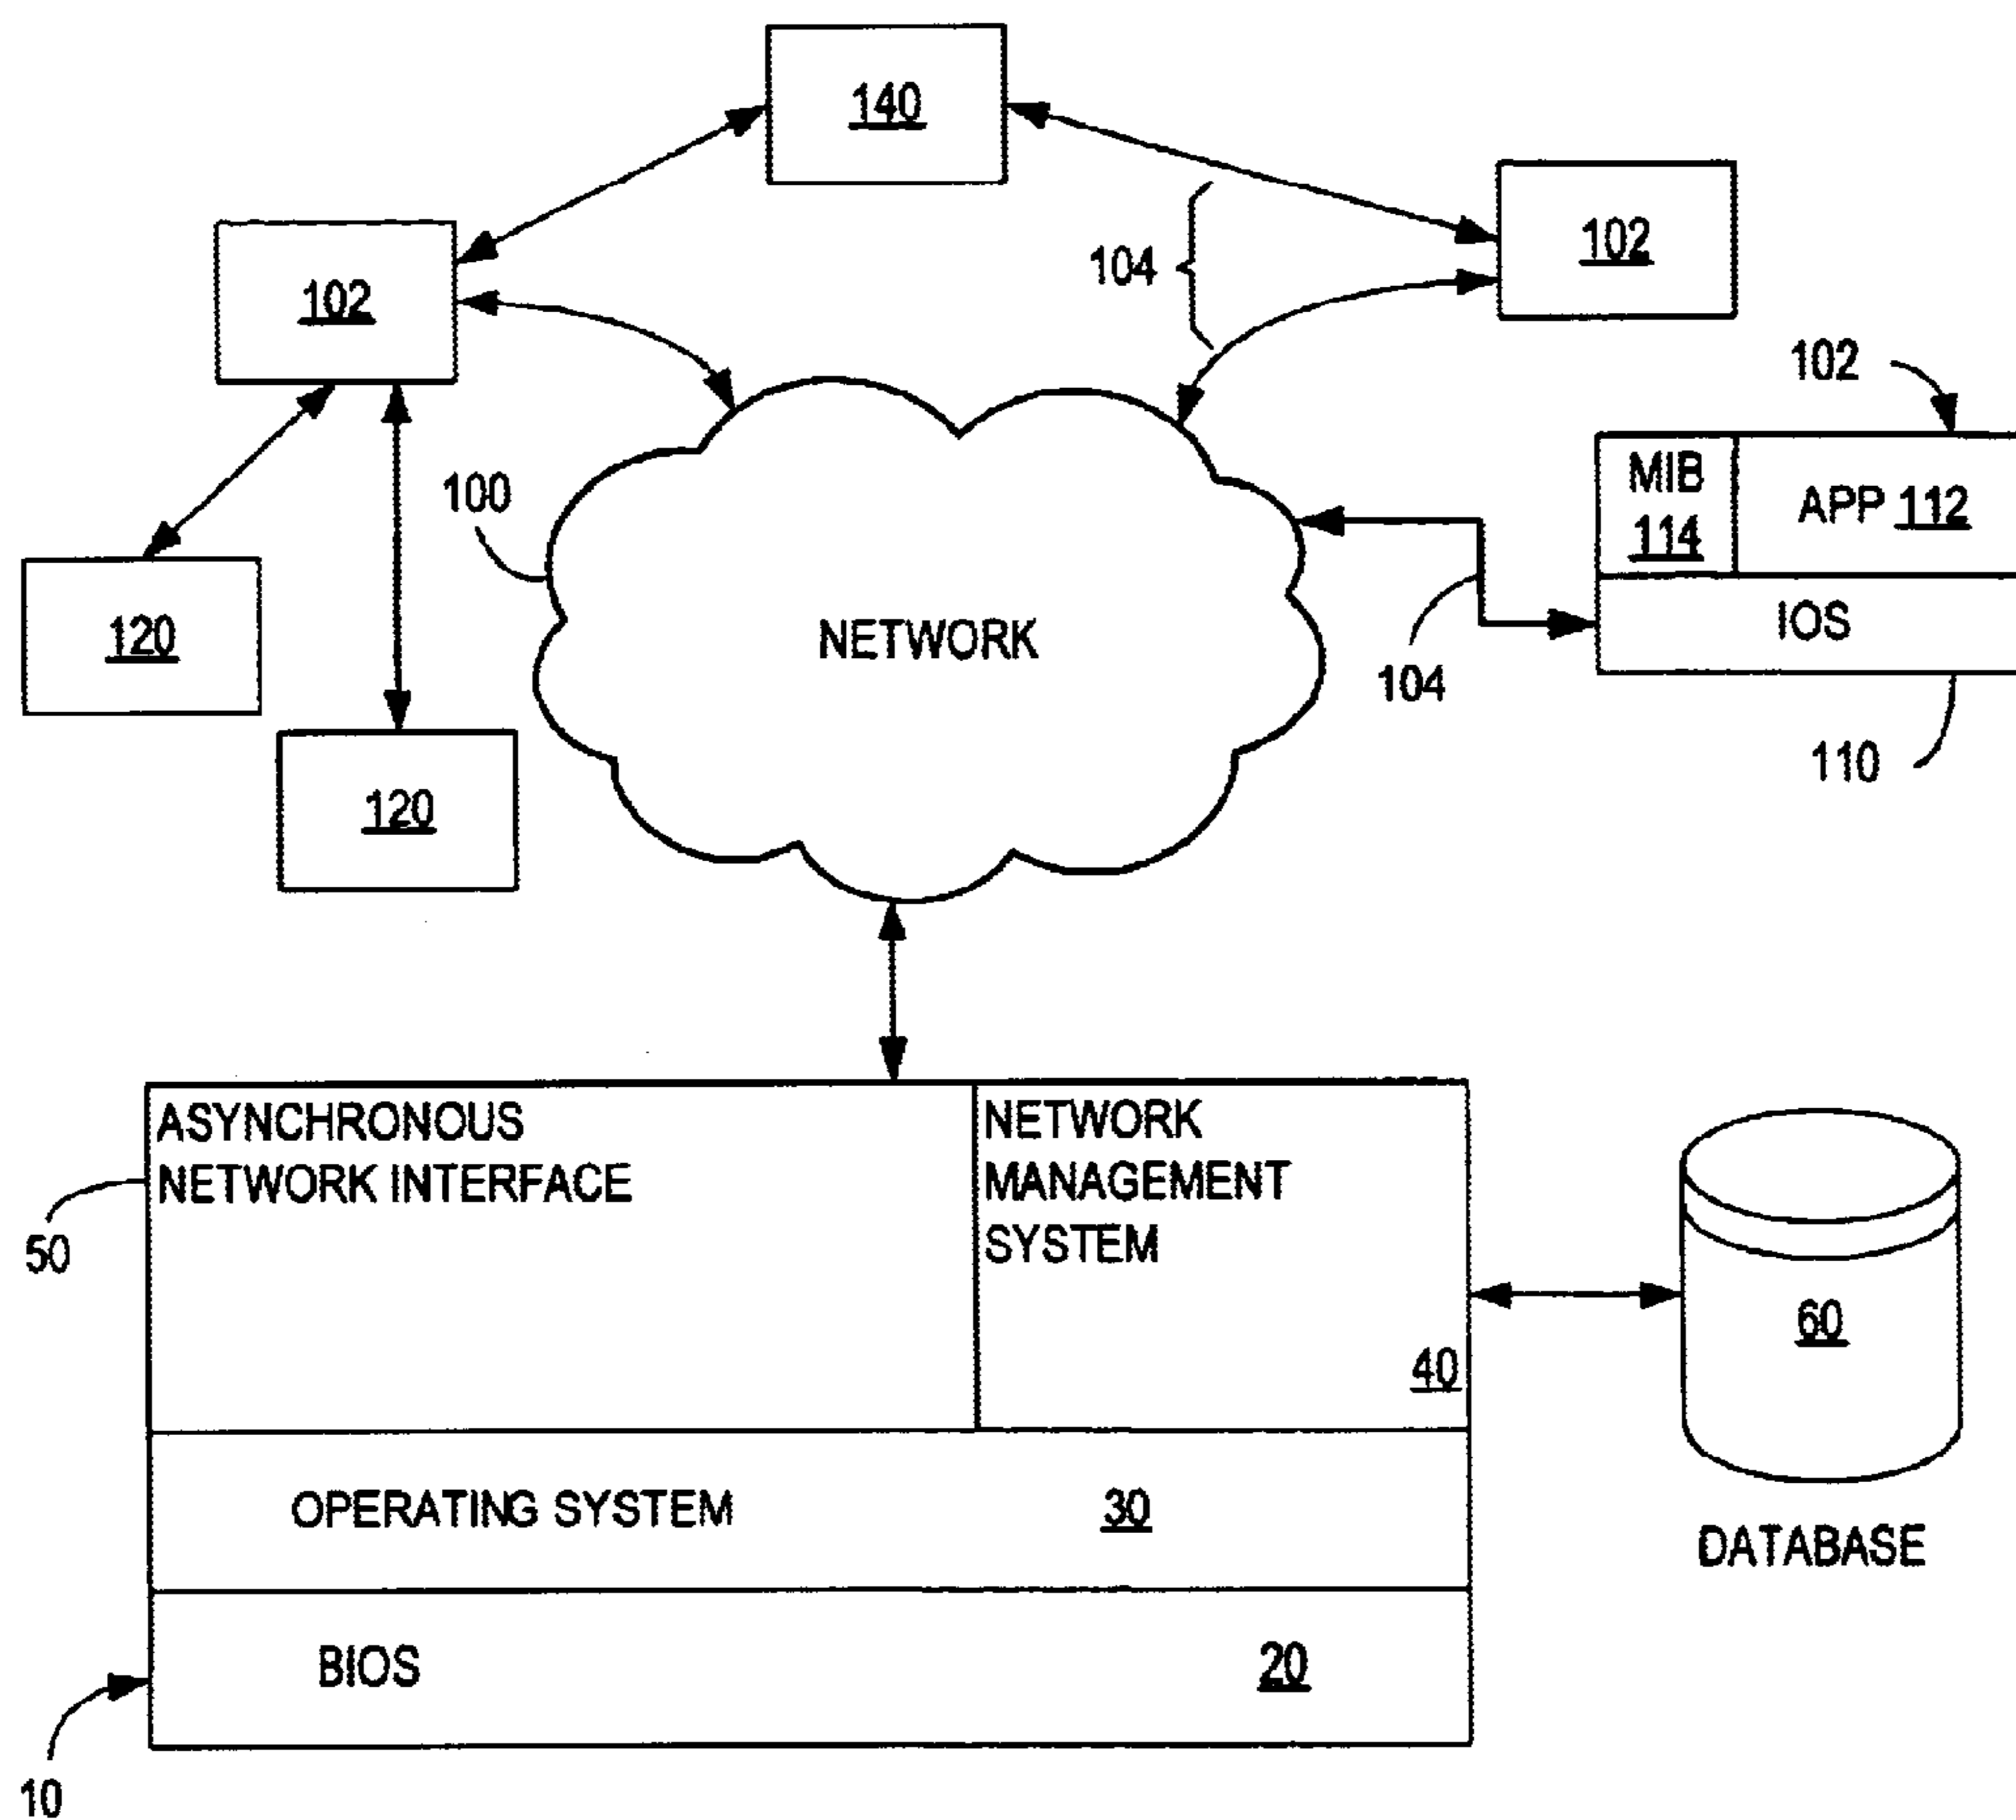 140
102
104
102
102
MIB
114
APP 112
100
IOS
NETWORK
104
120
110
120
ASYNCHRONOUS
NETWORK INTERFACE
NETWORK
MANAGEMENT
SYSTEM
50
60
40
OPERATING SYSTEM 30
DATABASE
BIOS 20
10